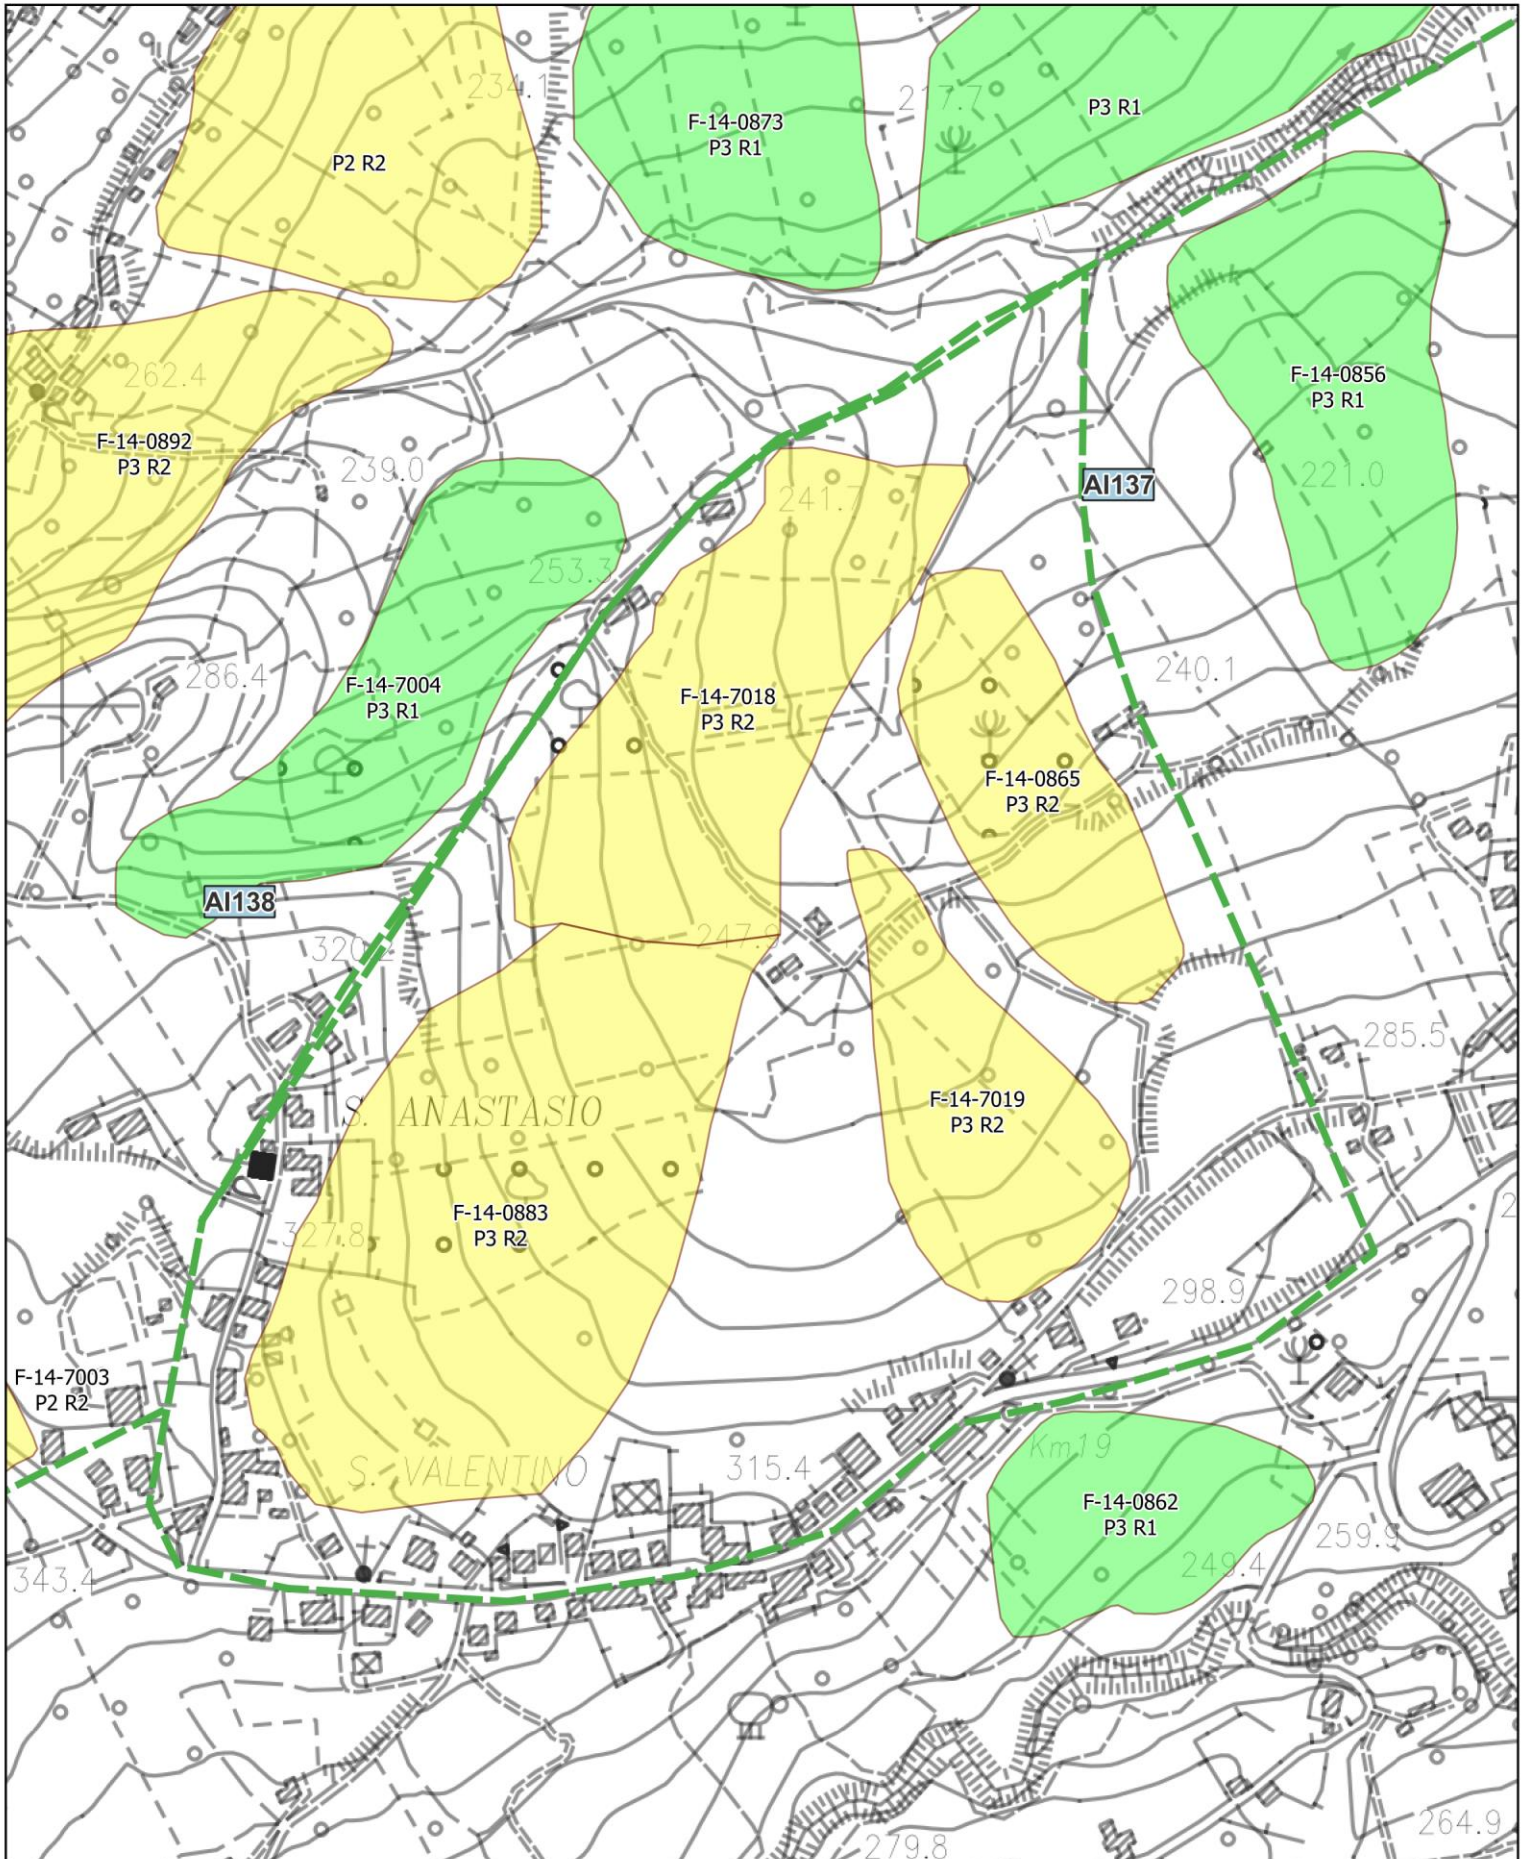 234.1
217.7
P3 R1
F-14-0873
P3 R1
P2 R2
262.4
F-14-0856
P3 R1
F-14-0892
P3 R2
239.0
221.0
AI137
241.7
253.3
286.4
240.1
F-14-7004
P3 R1
F-14-7018
P3 R2
F-14-0865
P3 R2
AI138
320.2
247.9
285.5
S. ANASTASIO
F-14-7019
P3 R2
F-14-0883
P3 R2
327.8
298.9
F-14-7003
P2 R2
Km19
S. VALENTINO
315.4
F-14-0862
P3 R1
259.9
249.4
343.4
264.9
279.8